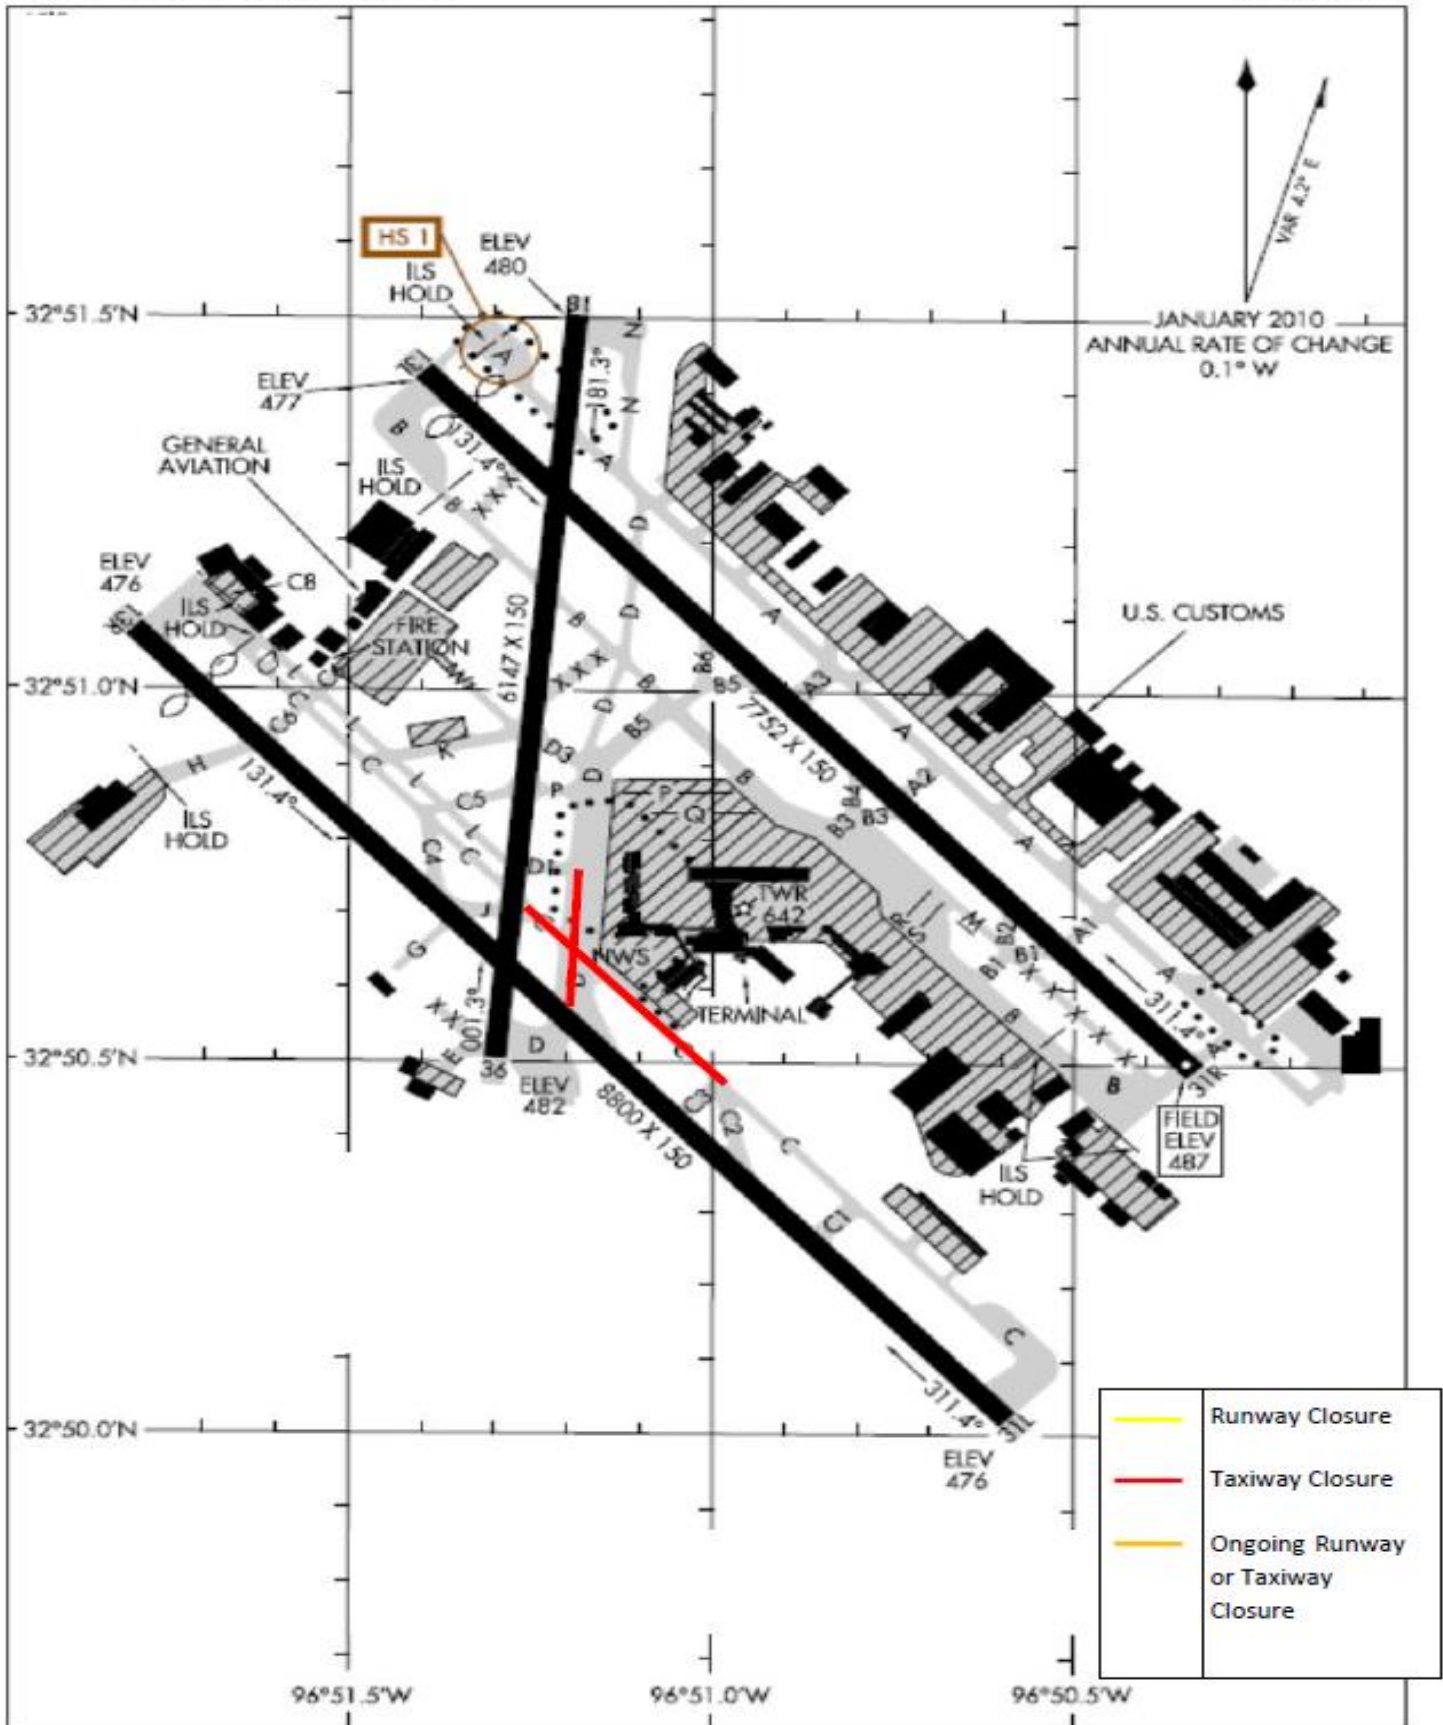 HS 1
ELEV
480
ILS
HOLD
32°51.5'N
18
N
A
JANUARY 2010
ANNUAL RATE OF CHANGE
0.1° W
VAR 4.2° E
13L
ELEV
477
181.3°
N
B
131.4°
A
GENERAL
AVIATION
ILS
HOLD
B
X X X
D
ELEV
476
C8
ILS
HOLD
FIRE
STATION
6147 X 150
B
D
A
U.S. CUSTOMS
13R
L
32°51.0'N
X X X
B
B6
B5
A3
D
C6
L
C
K
D3
B5
7752 X 150
A
H
131.4°
L
D
B
A2
C5
P
P
B4
B3
B3
Q
ILS
HOLD
L
C4
C
A
D1
TWR
642
J
R
S
M
B2
A1
G
NWS
B1
B1
A
D
X X X X X X
311.4°
TERMINAL
X X
001.3°
B
E
32°50.5'N
36
D
C
A
31R
B
ELEV
482
8800 X 150
C3
C2
FIELD
ELEV
487
C
ILS
HOLD
C1
C
311.4°
31L
32°50.0'N
ELEV
476
Runway Closure
Taxiway Closure
Ongoing Runway
or Taxiway
Closure
96°51.5'W
96°51.0'W
96°50.5'W